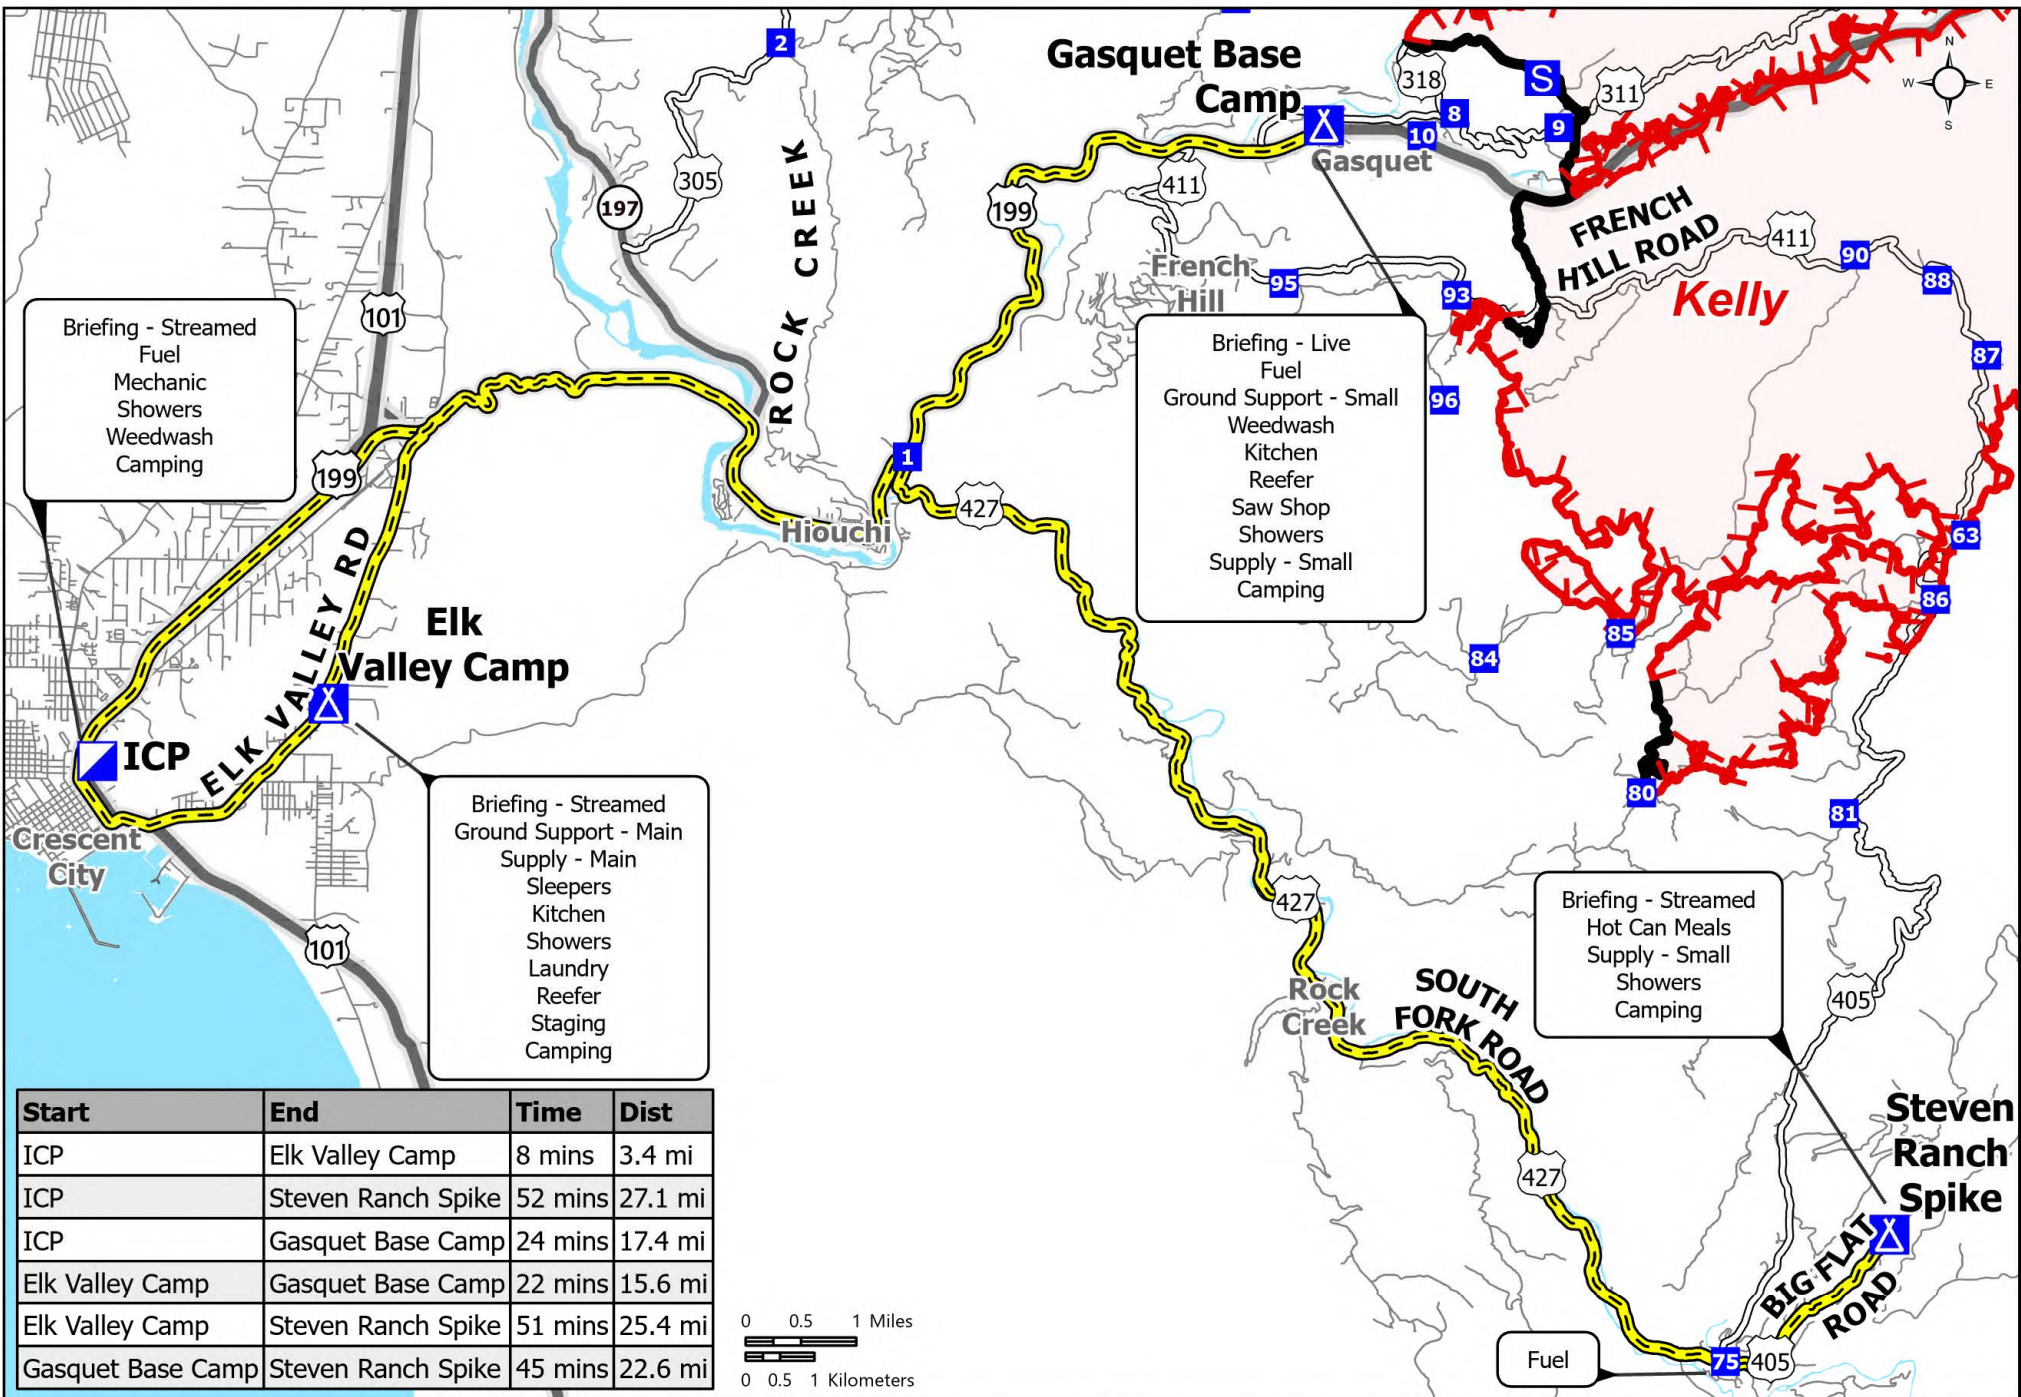 2
Gasquet Base
Camp
318
S
311
N
W
E
S
8
9
10
Gasquet
305
197
ROCK CREEK
411
199
FRENCH
HILL ROAD
411
90
88
French
Hill
95
93
Kelly
101
87
96
Briefing - Streamed
Fuel
Mechanic
Showers
Weedwash
Camping
Briefing - Live
Fuel
Ground Support - Small
Weedwash
Kitchen
Reefer
Saw Shop
Showers
Supply - Small
Camping
199
1
427
Hiouchi
63
86
85
84
ELK VALLEY RD
Elk
Valley Camp
ICP
80
81
Crescent
City
101
Briefing - Streamed
Ground Support - Main
Supply - Main
Sleepers
Kitchen
Showers
Laundry
Reefer
Staging
Camping
427
Rock
Creek
SOUTH
FORK ROAD
Briefing - Streamed
Hot Can Meals
Supply - Small
Showers
Camping
405
427
Steven
Ranch
Spike
BIG FLAT
ROAD
Fuel
75
405
Start End Time Dist
ICP Elk Valley Camp 8 mins 3.4 mi
ICP Steven Ranch Spike 52 mins 27.1 mi
ICP Gasquet Base Camp 24 mins 17.4 mi
Elk Valley Camp Gasquet Base Camp 22 mins 15.6 mi
Elk Valley Camp Steven Ranch Spike 51 mins 25.4 mi
Gasquet Base Camp Steven Ranch Spike 45 mins 22.6 mi
0 0.5 1 Miles
0 0.5 1 Kilometers